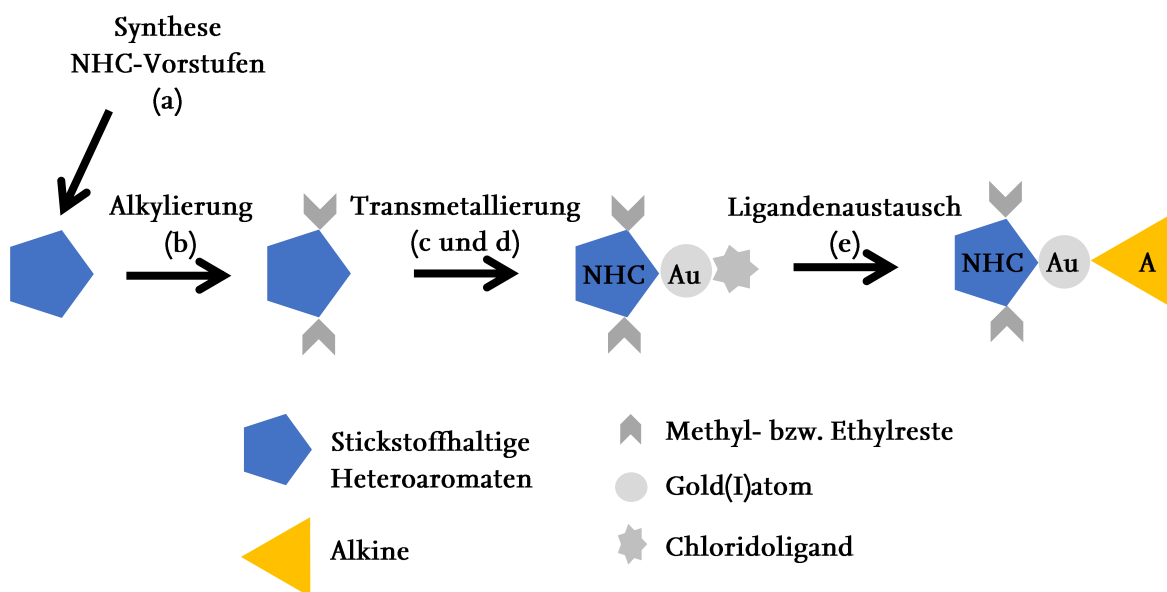 Synthese
NHC-Vorstufen
(a)
Alkylierung
(b)
Transmetallierung
(c und d)
Ligandenaustausch
(e)
NHC
Au
NHC
Au
A
Stickstoffhaltige
Heteroaromaten
Alkine
Methyl- bzw. Ethylreste
Gold(I)atom
Chloridoligand